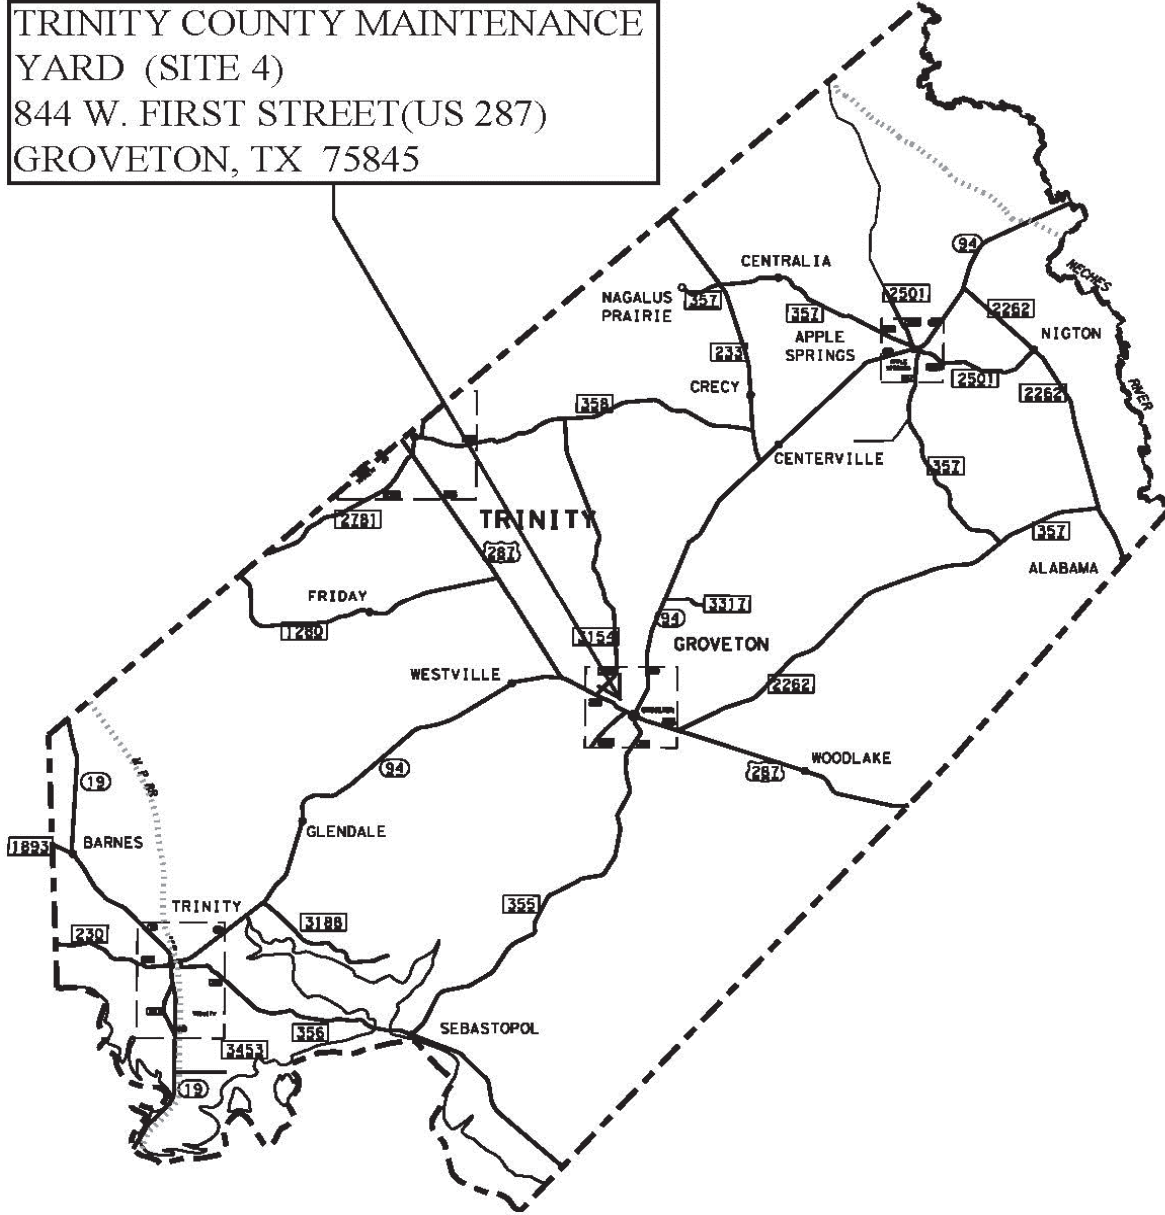 TRINITY COUNTY MAINTENANCE
YARD (SITE 4)
844 W. FIRST STREET(US 287)
GROVETON, TX 75845
94
NECHES
CENTRALIA
NAGALUS
PRAIRIE
357
357
2501
2262
APPLE
SPRINGS
NIGTON
233
2501
RIVER
CRECY
2262
358
CENTERVILLE
357
TRINITY
2781
287
357
ALABAMA
FRIDAY
1280
3317
94
3154
GROVETON
WESTVILLE
2262
M.P. RR
WOODLAKE
287
19
94
GLENDALE
1893
BARNES
TRINITY
355
3188
230
TRINITY
356
SEBASTOPOL
3453
19